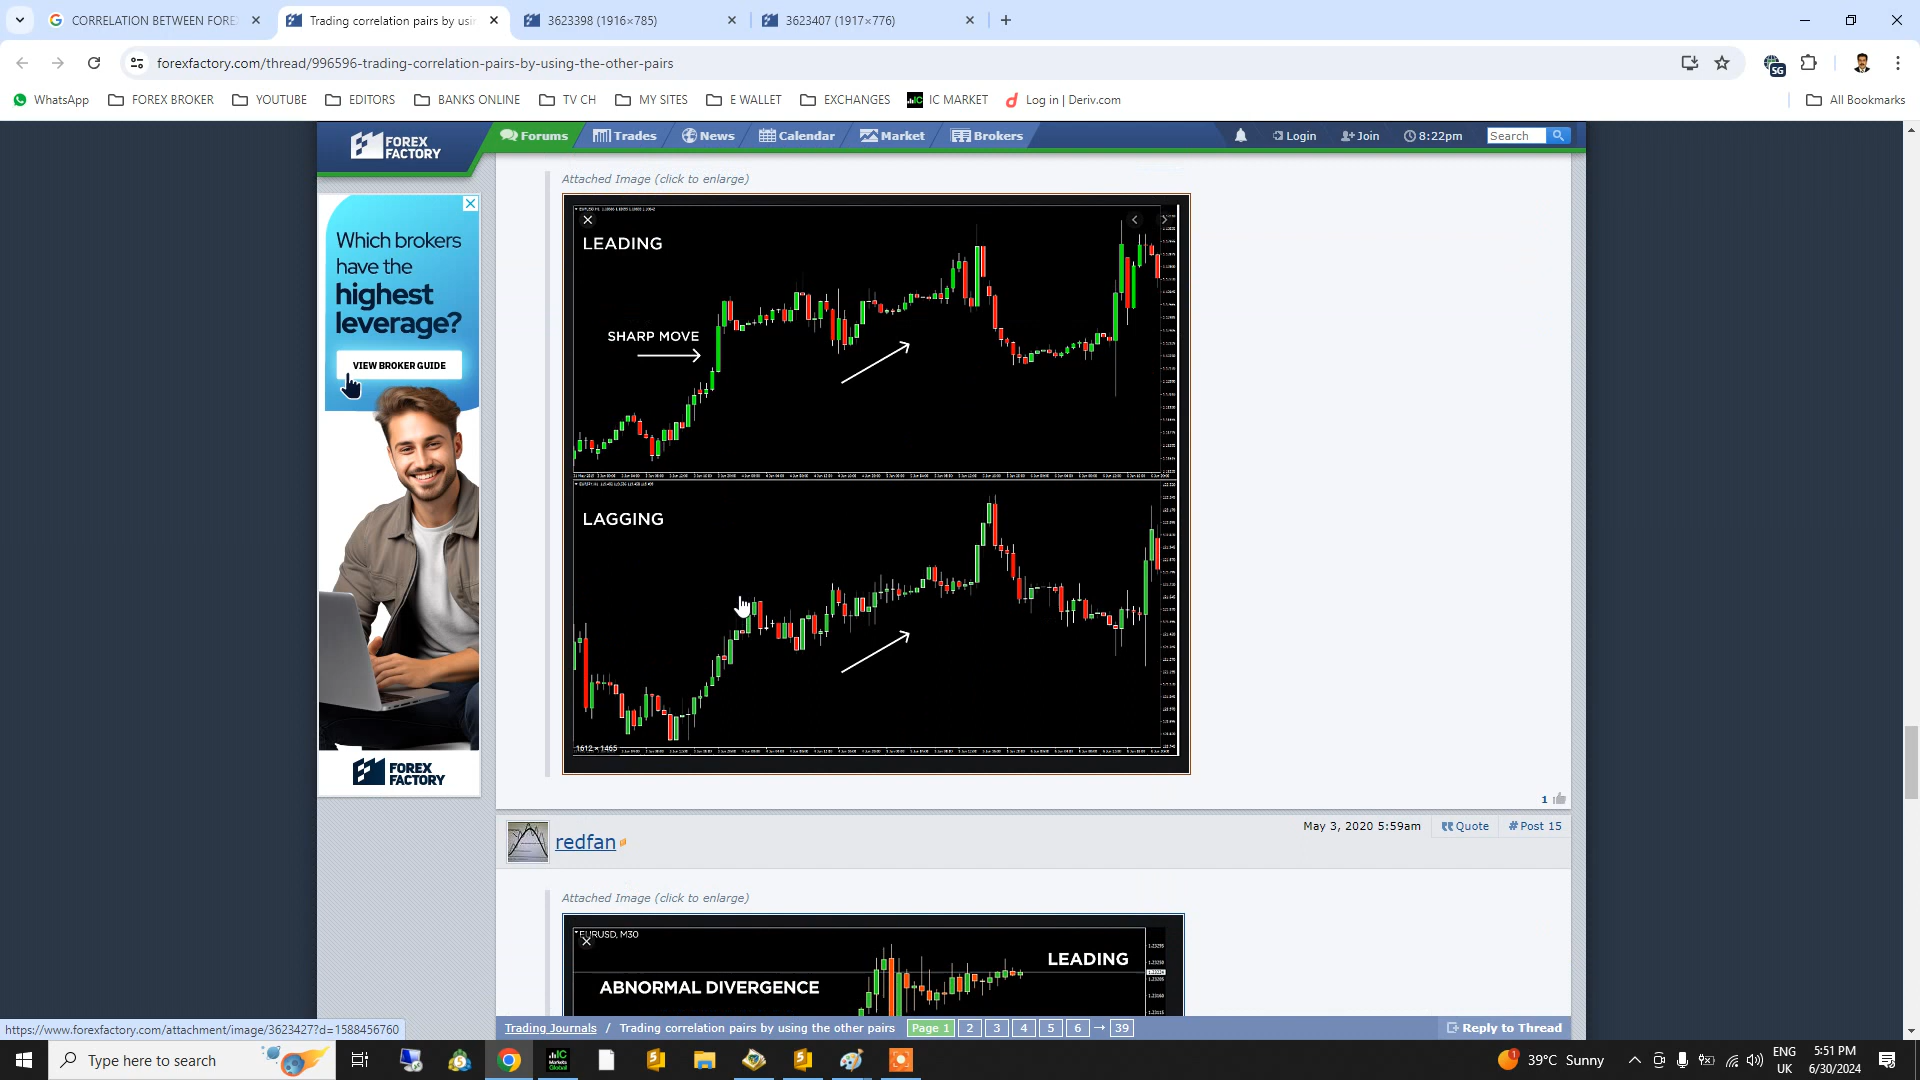 CORRELATION BETWEEN FORE
Trading correlation pairs by usin
3623398 (1916×785)
3623407 (1917×776)
forexfactory.com/thread/996596-trading-correlation-pairs-by-using-the-other-pairs
SG
WhatsApp
FOREX BROKER
YOUTUBE
EDITORS
BANKS ONLINE
TV CH
MY SITES
E WALLET
EXCHANGES
IC MARKET
Log in | Deriv.com
All Bookmarks
FOREX FACTORY
Forums
Trades
News
Calendar
Market
Brokers
Login
Join
8:22pm
Search
Which brokers
have the
highest
leverage?
VIEW BROKER GUIDE
FOREX
FACTORY
Attached Image (click to enlarge)
LEADING
SHARP MOVE
LAGGING
1612 × 1465
1
redfan
May 3, 2020 5:59am
Quote
# Post 15
Attached Image (click to enlarge)
EURUSD, M30
LEADING
ABNORMAL DIVERGENCE
https://www.forexfactory.com/attachment/image/3623427?d=1588456760
Trading Journals / Trading correlation pairs by using the other pairs
Page 1 2 3 4 5 6 → 39
Reply to Thread
Type here to search
39°C Sunny
ENG
UK
5:51 PM
6/30/2024